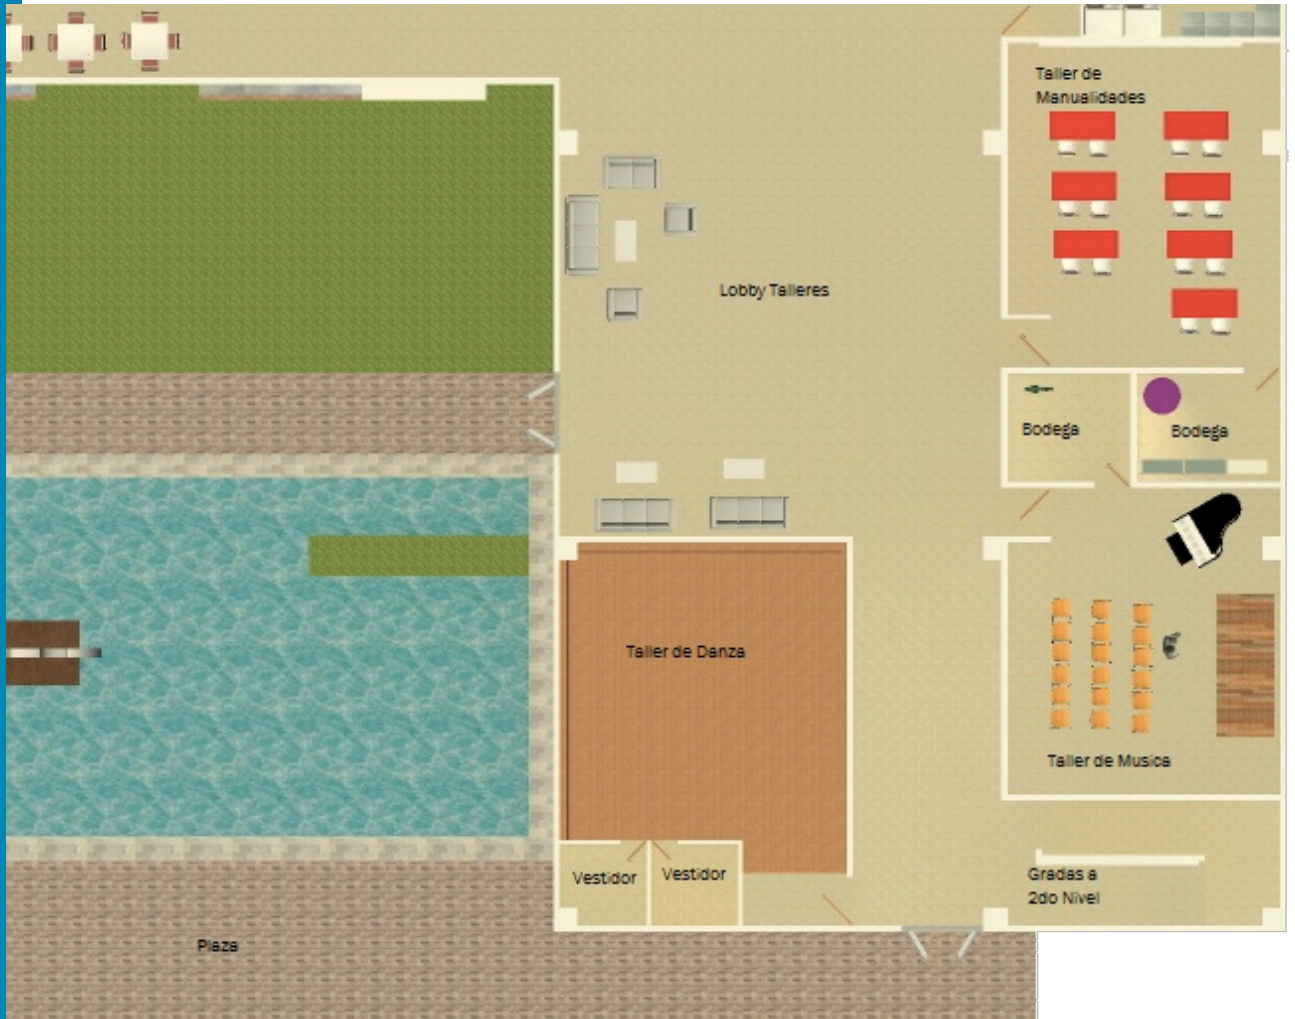 Taller de
Manualidades
Lobby Talleres
Bodega
Bodega
Taller de Danza
Taller de Musica
Vestidor
Vestidor
Gradas a
2do Nivel
Plaza